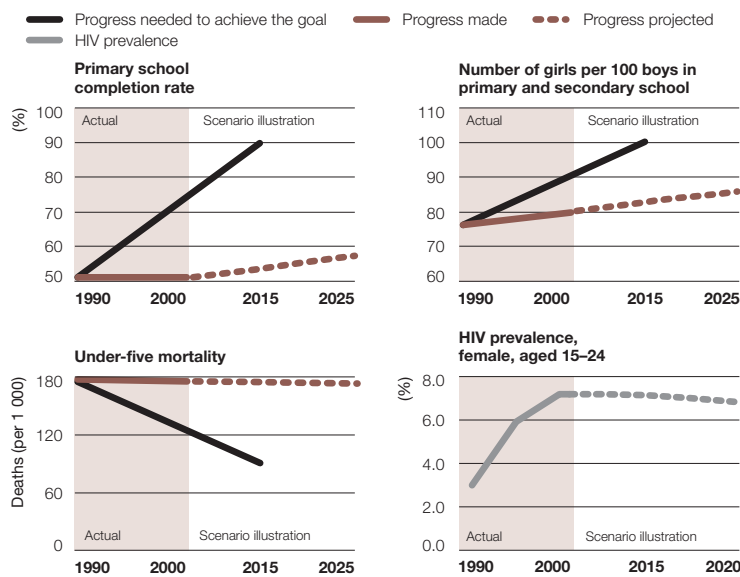 Progress needed to achieve the goal
Progress made
Progress projected
HIV prevalence
Primary school
completion rate
(%)
100
90
80
70
60
50
Actual
Scenario illustration
1990
2000
2015
2025
Number of girls per 100 boys in
primary and secondary school
110
100
90
80
70
60
Actual
Scenario illustration
1990
2000
2015
2025
Under-five mortality
Deaths (per 1 000)
180
120
60
0
Actual
Scenario illustration
1990
2000
2015
2025
HIV prevalence,
female, aged 15–24
(%)
8.0
6.0
4.0
2.0
0.0
Actual
Scenario illustration
1990
2000
2015
2020